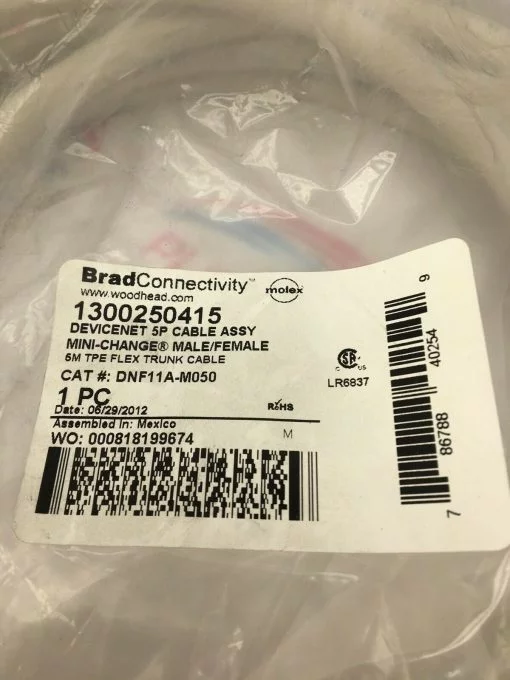 BradConnectivity™
www.woodhead.com
molex
1300250415
DEVICENET 5P CABLE ASSY
MINI-CHANGE® MALE/FEMALE
5M TPE FLEX TRUNK CABLE
CAT #: DNF11A-M050
1 PC
Date: 06/29/2012
Assembled In: Mexico
WO: 000818199674
RoHS
M
LR6837
7 86788 40254 9